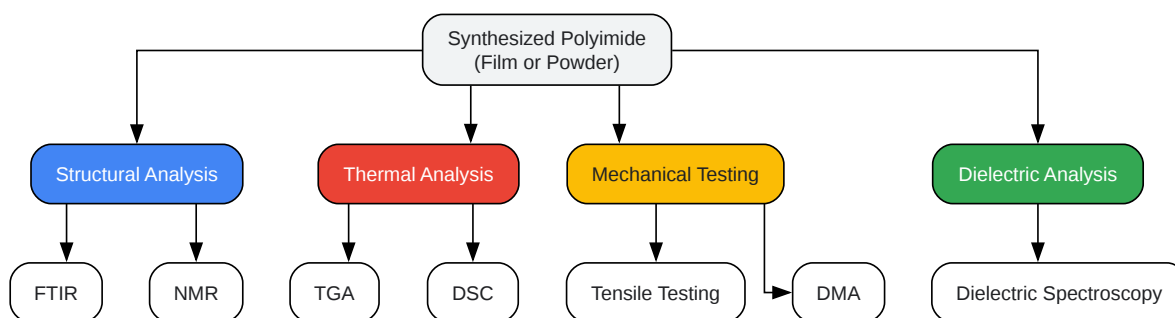 Synthesized Polyimide
(Film or Powder)
Structural Analysis
Thermal Analysis
Mechanical Testing
Dielectric Analysis
FTIR
NMR
TGA
DSC
Tensile Testing
DMA
Dielectric Spectroscopy